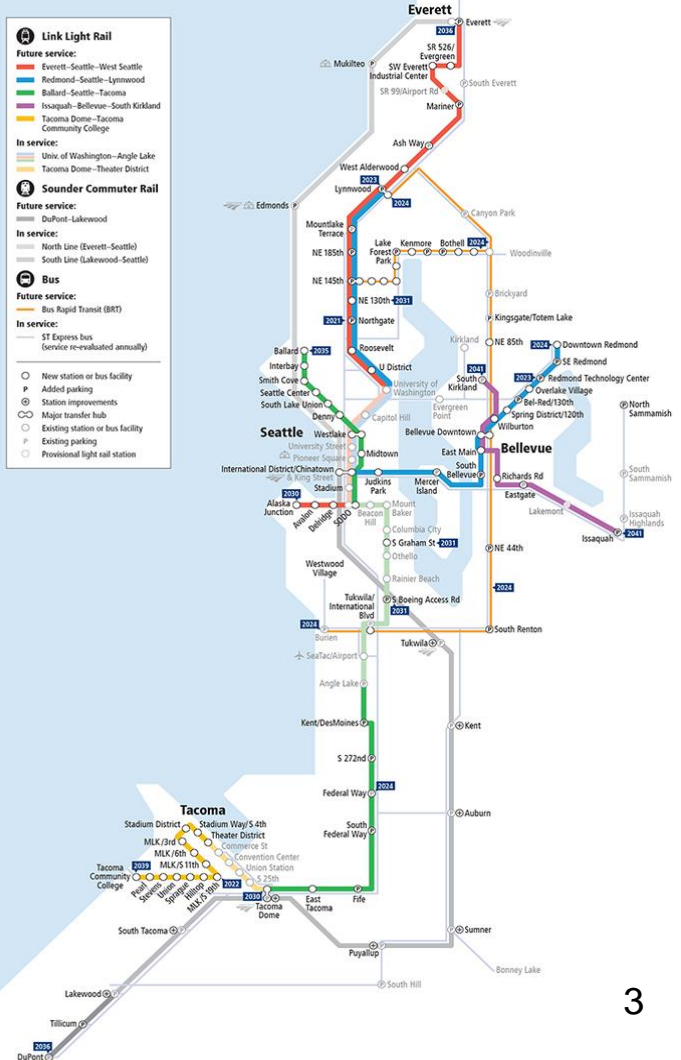 Everett
Link Light Rail
Future service:
Everett–Seattle–West Seattle
Redmond–Seattle–Lynnwood
Ballard–Seattle–Tacoma
Issaquah–Bellevue–South Kirkland
Tacoma Dome–Tacoma
Community College
In service:
Univ. of Washington–Angle Lake
Tacoma Dome–Theater District
Sounder Commuter Rail
Future service:
DuPont–Lakewood
In service:
North Line (Everett–Seattle)
South Line (Lakewood–Seattle)
Bus
Future service:
Bus Rapid Transit (BRT)
In service:
ST Express bus
(service re-evaluated annually)
New station or bus facility
P Added parking
Station improvements
Major transfer hub
Existing station or bus facility
P Existing parking
Provisional light rail station
Everett
2036
SR 526/
Evergreen
SW Everett
Industrial Center
Mukilteo
South Everett
SR 99/Airport Rd
Mariner
Ash Way
West Alderwood
2023
Lynnwood
2024
Edmonds
Canyon Park
Mountlake
Terrace
Lake
Forest
Park
Kenmore
Bothell
2024
Woodinville
NE 185th
NE 145th
Brickyard
NE 130th
2031
2021
Northgate
Kingsgate/Totem Lake
Kirkland
NE 85th
2024
Downtown Redmond
Ballard
2035
Roosevelt
SE Redmond
Interbay
U District
2041
South
Kirkland
2023
Redmond Technology Center
Smith Cove
University of
Washington
Overlake Village
Seattle Center
Bel-Red/130th
South Lake Union
Evergreen
Point
Spring District/120th
North
Sammamish
Denny
Capitol Hill
Wilburton
Seattle
Westlake
Bellevue Downtown
University Street
Midtown
East Main
Bellevue
Pioneer Square
International District/Chinatown
& King Street
South
Bellevue
Stadium
Judkins
Park
Mercer
Island
Richards Rd
South
Sammamish
2030
Eastgate
Alaska
Junction
Avalon
Delridge
SODO
Beacon
Hill
Mount
Baker
Lakemont
Issaquah
Highlands
Columbia City
Issaquah
2041
S Graham St
2031
NE 44th
Othello
Westwood
Village
Rainier Beach
2024
Tukwila/
International
Blvd
S Boeing Access Rd
2031
2024
Burien
South Renton
Tukwila
SeaTac/Airport
Angle Lake
Kent/DesMoines
Kent
S 272nd
2024
Federal Way
Auburn
Tacoma
South
Federal Way
Stadium District
Stadium Way/S 4th
Theater District
MLK/3rd
Commerce St
MLK/6th
Convention Center
MLK/S 11th
Union Station
2039
Tacoma
Community
College
S 25th
Pearl
Stevens
Union
Sprague
Hilltop
MLK/S 19th
2022
2030
Tacoma
Dome
East
Tacoma
Fife
South Tacoma
Sumner
Puyallup
Bonney Lake
South Hill
Lakewood
3
Tillicum
2036
DuPont